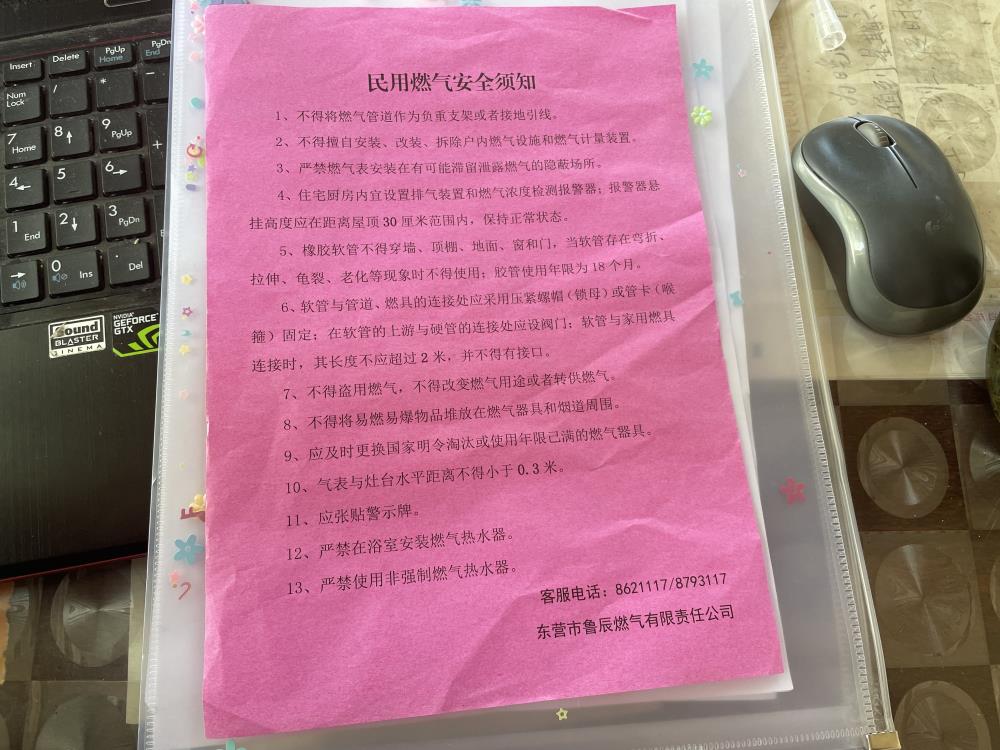 Insert
Delete
PgUp
Home
PgDn
End
Num
Lock
/
*
-
7
Home
8
9
PgUp
+
4
5
6
1
End
2
3
PgDn
0
Ins
Del
Sound
BLASTER
CINEMA
NVIDIA
GEFORCE
GTX
民用燃气安全须知
1、不得将燃气管道作为负重支架或者接地引线。
2、不得擅自安装、改装、拆除户内燃气设施和燃气计量装置。
3、严禁燃气表安装在有可能滞留泄露燃气的隐蔽场所。
4、住宅厨房内宜设置排气装置和燃气浓度检测报警器；报警器悬
挂高度应在距离屋顶30厘米范围内，保持正常状态。
5、橡胶软管不得穿墙、顶棚、地面、窗和门，当软管存在弯折、
拉伸、龟裂、老化等现象时不得使用；胶管使用年限为18个月。
6、软管与管道、燃具的连接处应采用压紧螺帽（锁母）或管卡（喉
箍）固定；在软管的上游与硬管的连接处应设阀门；软管与家用燃具
连接时，其长度不应超过2米，并不得有接口。
7、不得盗用燃气，不得改变燃气用途或者转供燃气。
8、不得将易燃易爆物品堆放在燃气器具和烟道周围。
9、应及时更换国家明令淘汰或使用年限已满的燃气器具。
10、气表与灶台水平距离不得小于0.3米。
11、应张贴警示牌。
12、严禁在浴室安装燃气热水器。
13、严禁使用非强制燃气热水器。
客服电话：8621117/8793117
东营市鲁辰燃气有限责任公司